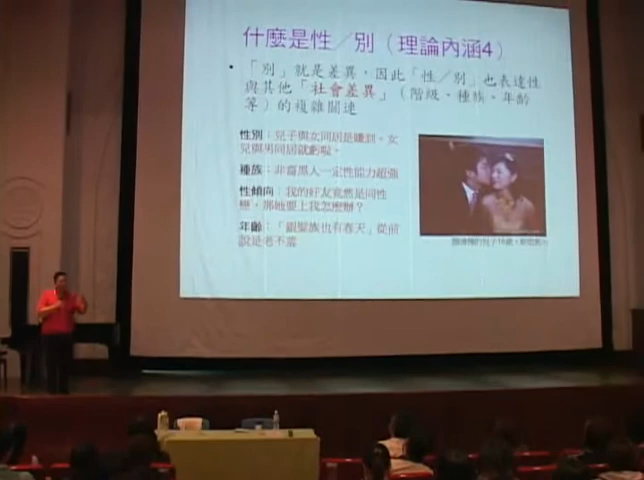 什麼是性／別（理論內涵4）
• 「別」就是差異，因此「性／別」也表達性
與其他「社會差異」（階級、種族、年齡
等）的複雜關連
性別：兒子與女同居是賺到，女
兒與男同居就虧啦。
種族：非裔黑人一定性能力超強
性傾向：我的好友竟然是同性
戀，那她要上我怎麼辦？
年齡：「銀髮族也有春天」從前
說是老不羞